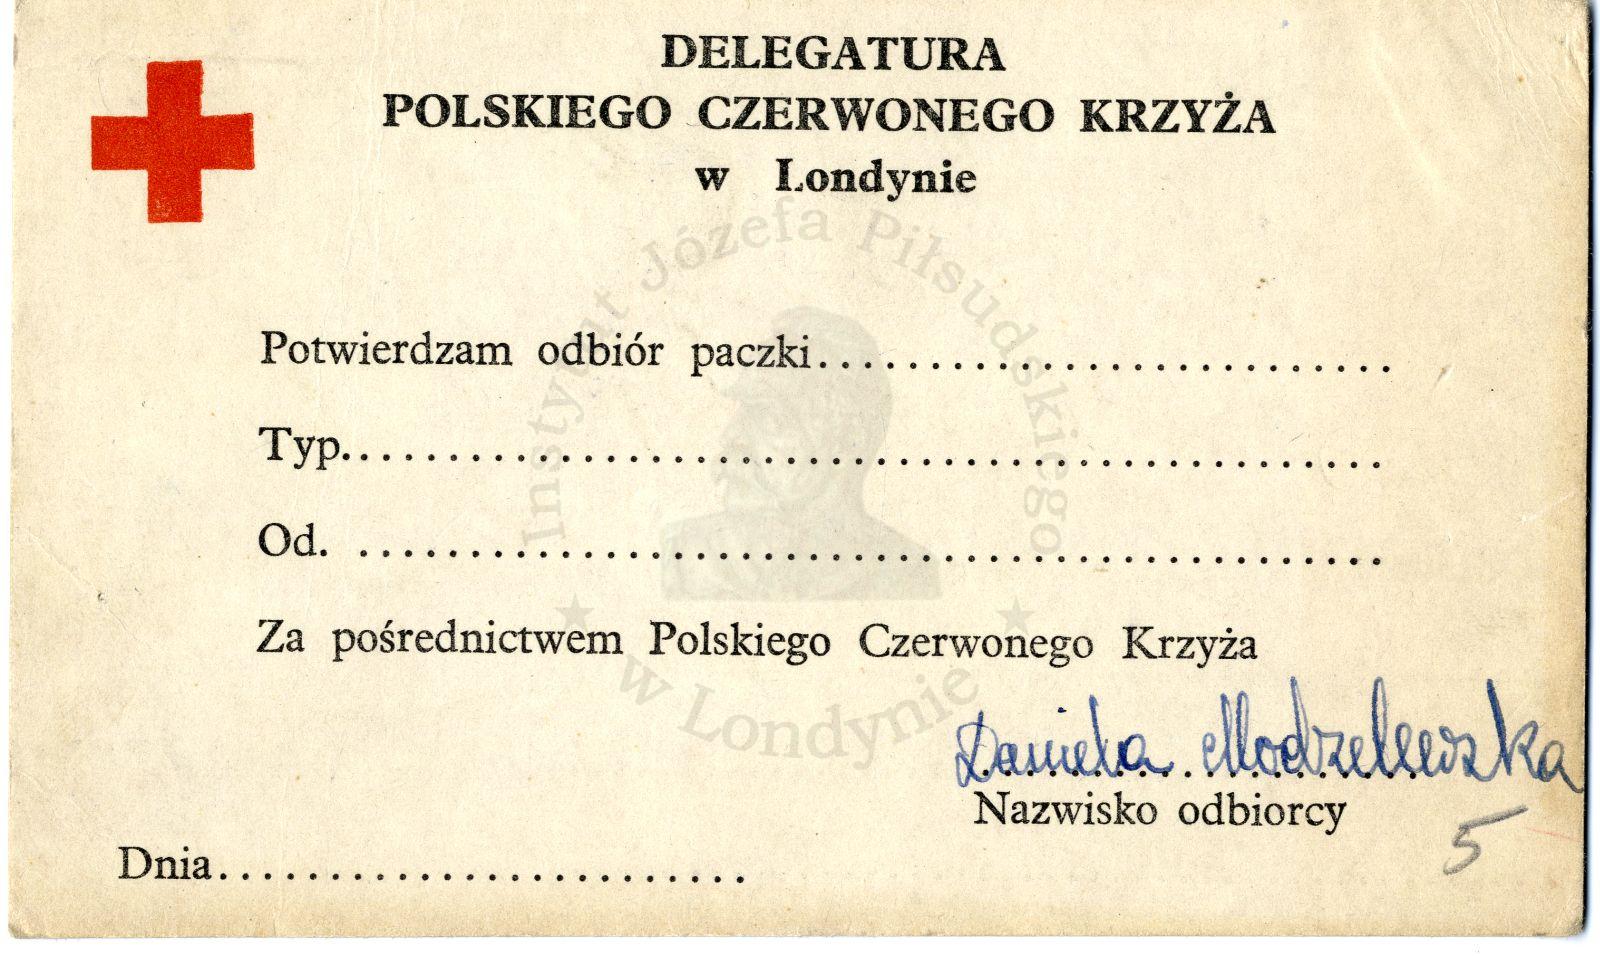 DELEGATURA
POLSKIEGO CZERWONEGO KRZYŻA
w Londynie
Instytut Józefa Piłsudskiego
Potwierdzam odbiór paczki...........................
Typ.................................................
Od. ................................................
Za pośrednictwem Polskiego Czerwonego Krzyża
w Londynie
Daniela Modzelewska
Nazwisko odbiorcy
5
Dnia........................